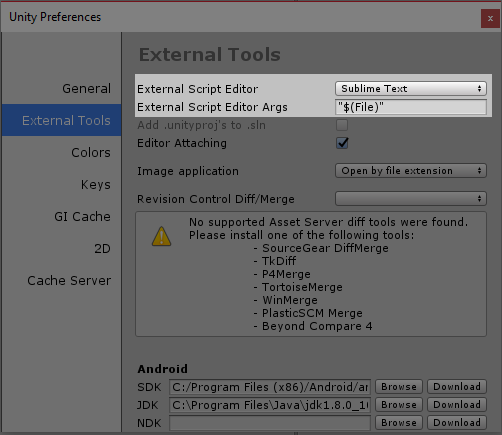 Unity Preferences
x
External Tools
General
External Tools
Colors
Keys
GI Cache
2D
Cache Server
External Script Editor Sublime Text
External Script Editor Args "$(File)"
Add .unityproj's to .sln
Editor Attaching
Image application Open by file extension
Revision Control Diff/Merge
No supported Asset Server diff tools were found.
Please install one of the following tools:
- SourceGear DiffMerge
- TkDiff
- P4Merge
- TortoiseMerge
- WinMerge
- PlasticSCM Merge
- Beyond Compare 4
Android
SDK C:/Program Files (x86)/Android/ar Browse Download
JDK C:\Program Files\Java\jdk1.8.0_1 Browse Download
NDK Browse Download